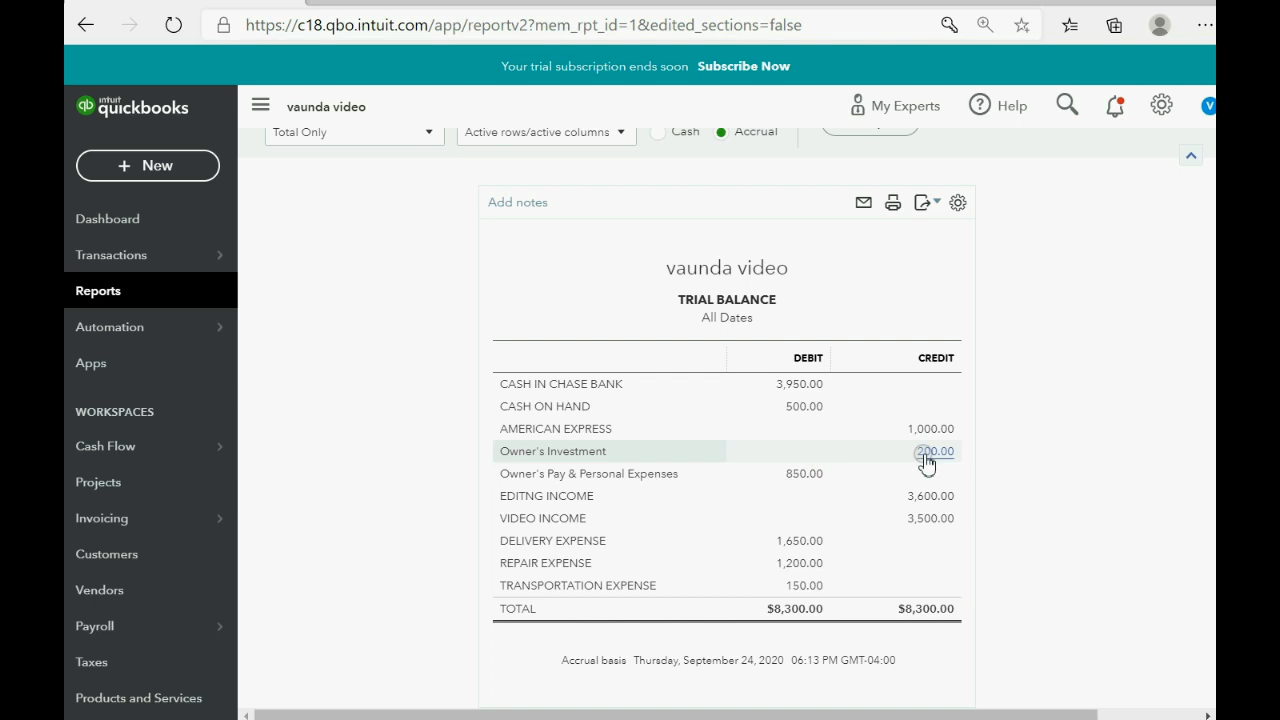 https://c18.qbo.intuit.com/app/reportv2?mem_rpt_id=1&edited_sections=false
Your trial subscription ends soon Subscribe Now
intuit
quickbooks
vaunda video
My Experts
Help
V
Total Only
Active rows/active columns
Cash
Accrual
+ New
Dashboard
Transactions
Reports
Automation
Apps
WORKSPACES
Cash Flow
Projects
Invoicing
Customers
Vendors
Payroll
Taxes
Products and Services
Add notes
vaunda video
TRIAL BALANCE
All Dates
DEBIT CREDIT
CASH IN CHASE BANK 3,950.00
CASH ON HAND 500.00
AMERICAN EXPRESS 1,000.00
Owner's Investment 200.00
Owner's Pay & Personal Expenses 850.00
EDITNG INCOME 3,600.00
VIDEO INCOME 3,500.00
DELIVERY EXPENSE 1,650.00
REPAIR EXPENSE 1,200.00
TRANSPORTATION EXPENSE 150.00
TOTAL $8,300.00 $8,300.00
Accrual basis Thursday, September 24, 2020 06:13 PM GMT-04:00